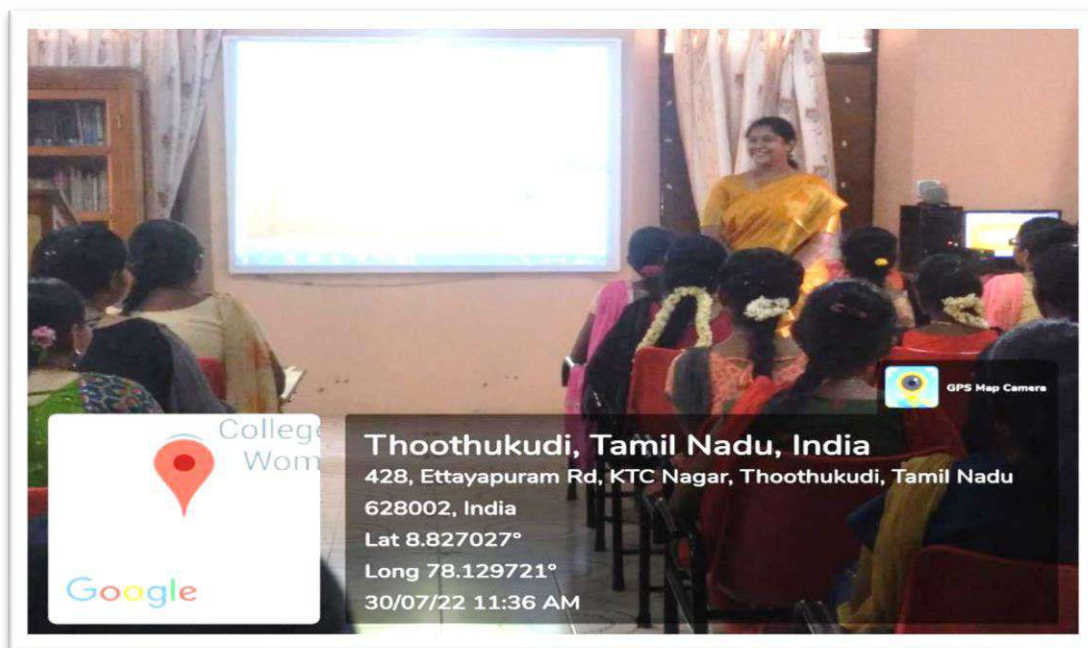 GPS Map Camera
College
Wom
Google
Thoothukudi, Tamil Nadu, India
428, Ettayapuram Rd, KTC Nagar, Thoothukudi, Tamil Nadu
628002, India
Lat 8.827027°
Long 78.129721°
30/07/22 11:36 AM